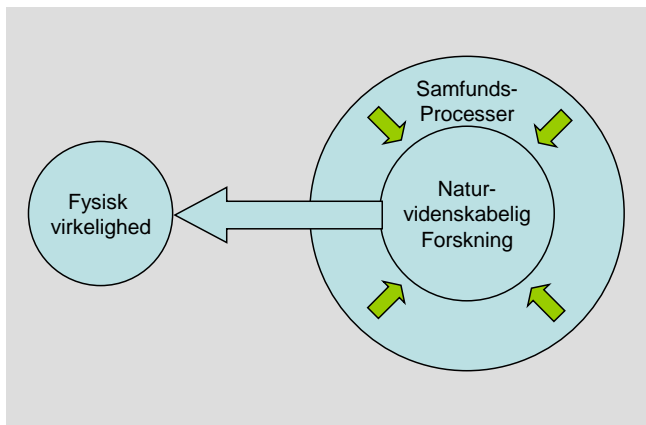 Fysisk
virkelighed
Samfunds-
Processer
Natur-
videnskabelig
Forskning